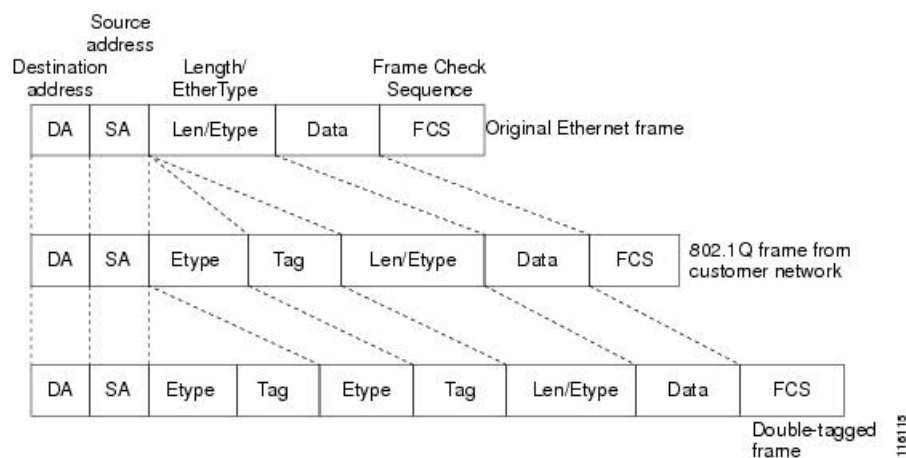 Source
address
Destination
address
Length/
EtherType
Frame Check
Sequence
DA SA Len/Etype Data FCS Original Ethernet frame
DA SA Etype Tag Len/Etype Data FCS 802.1Q frame from
customer network
DA SA Etype Tag Etype Tag Len/Etype Data FCS
Double-tagged
frame
116115